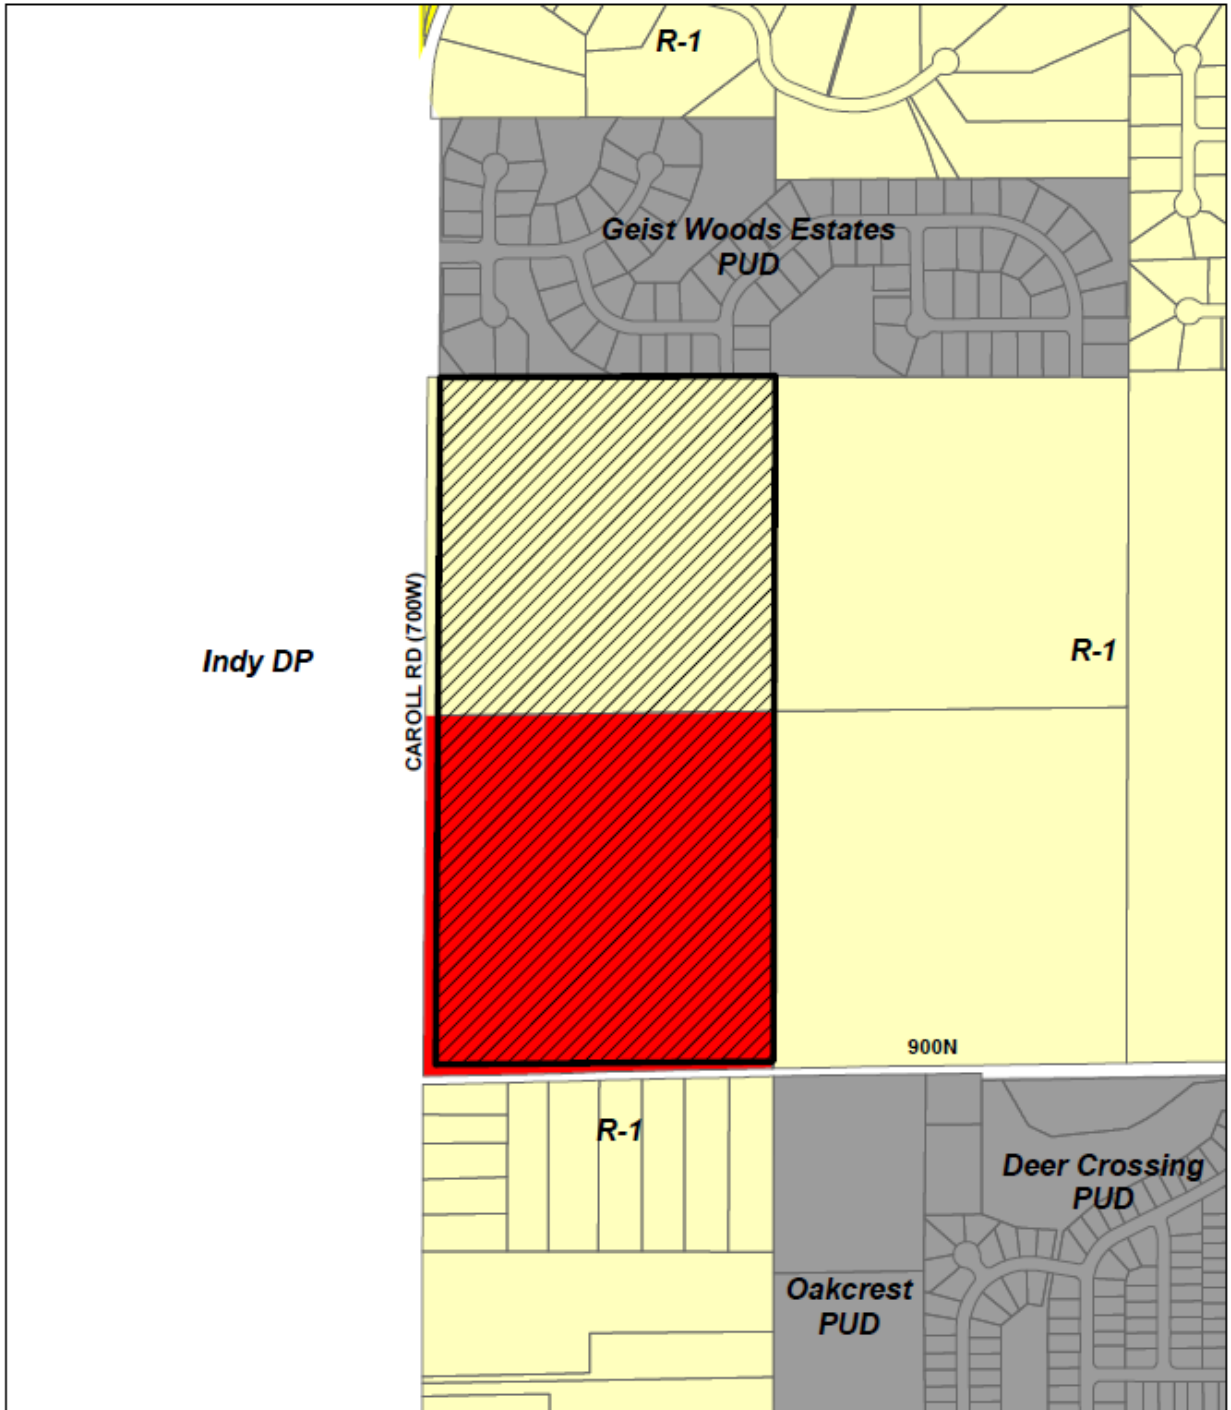 R-1
Geist Woods Estates
PUD
CAROLL RD (700W)
Indy DP
R-1
900N
R-1
Deer Crossing
PUD
Oakcrest
PUD